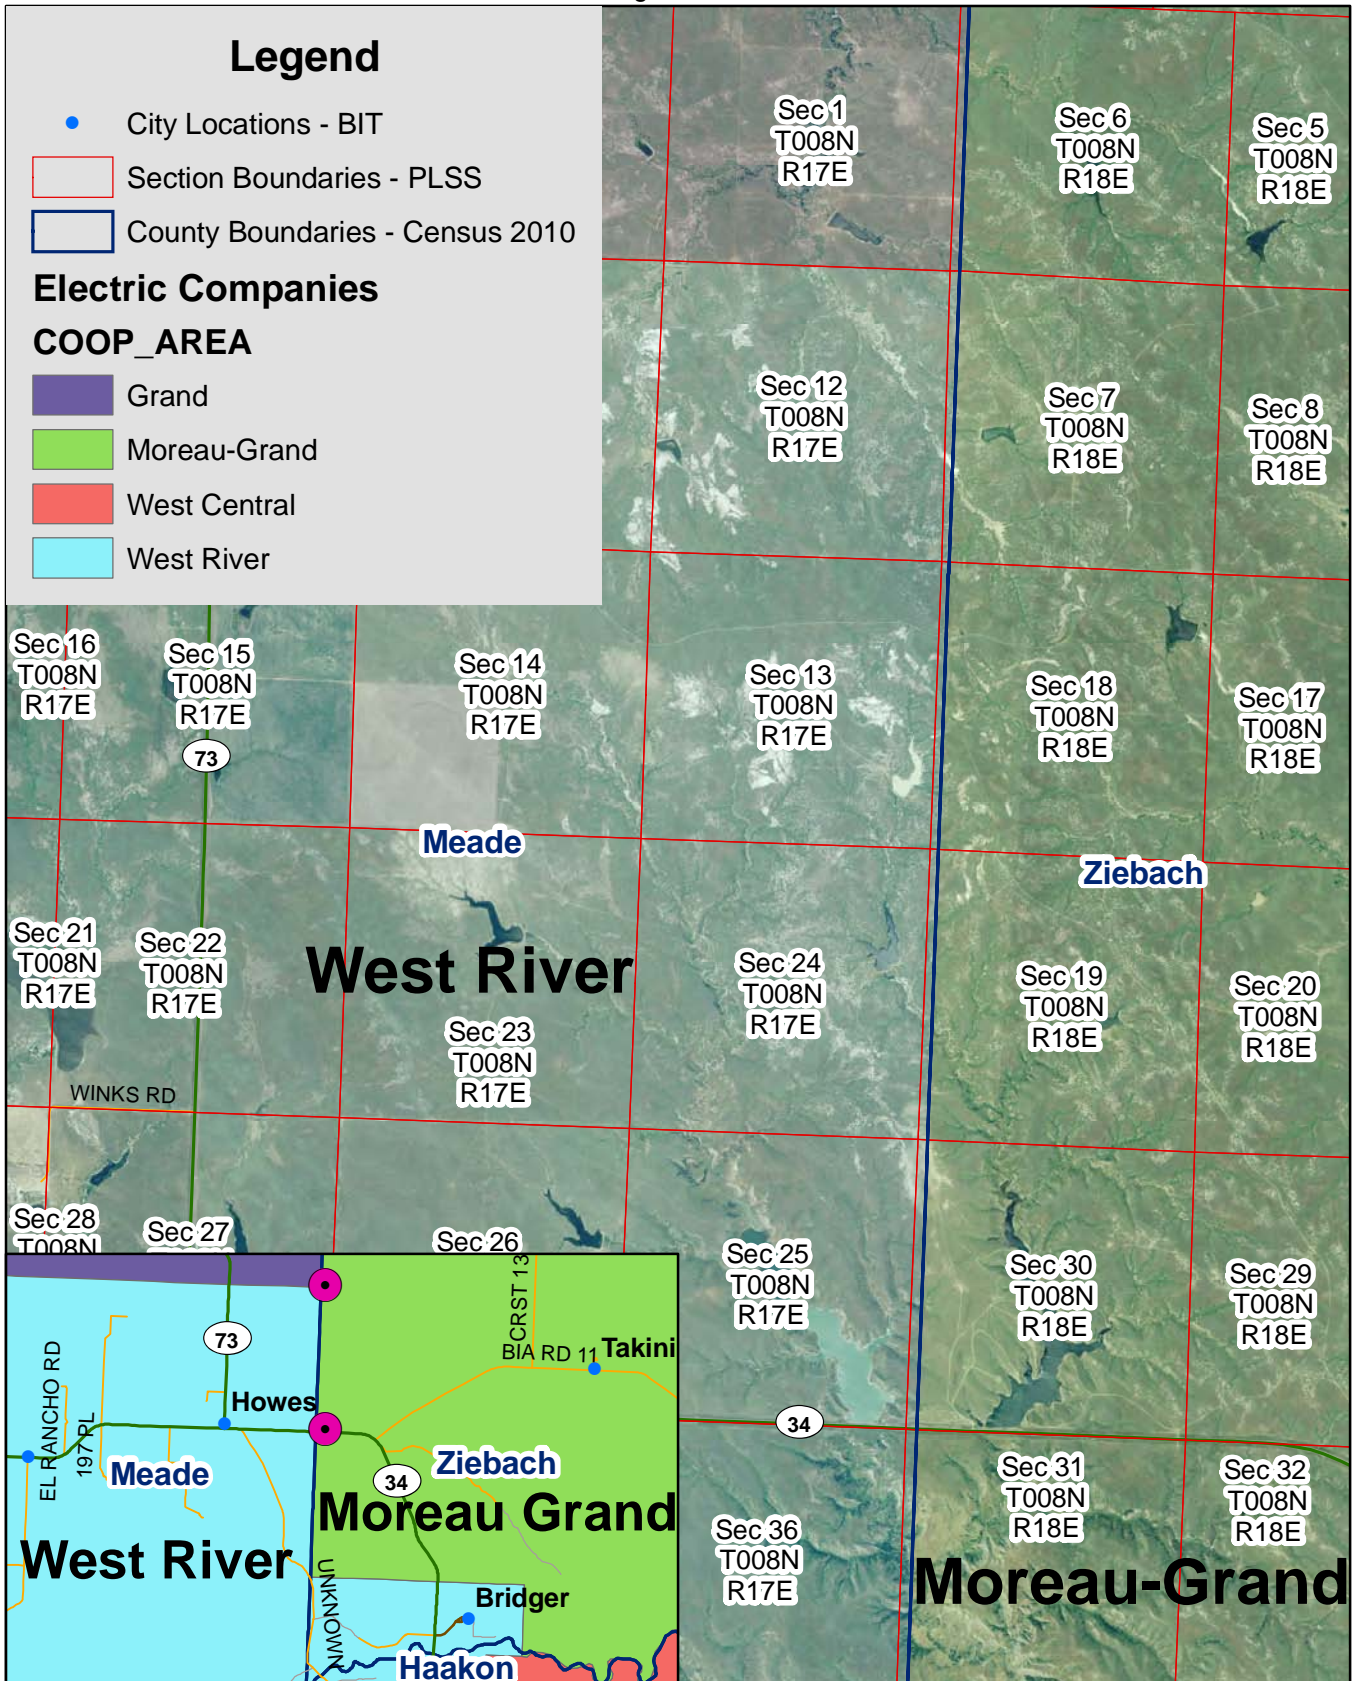 Legend
City Locations - BIT
Section Boundaries - PLSS
County Boundaries - Census 2010
Electric Companies
COOP_AREA
Grand
Moreau-Grand
West Central
West River
Sec 1
T008N
R17E
Sec 6
T008N
R18E
Sec 5
T008N
R18E
Sec 12
T008N
R17E
Sec 7
T008N
R18E
Sec 8
T008N
R18E
Sec 16
T008N
R17E
Sec 15
T008N
R17E
73
Sec 14
T008N
R17E
Sec 13
T008N
R17E
Sec 18
T008N
R18E
Sec 17
T008N
R18E
Meade
Ziebach
Sec 21
T008N
R17E
Sec 22
T008N
R17E
West River
Sec 23
T008N
R17E
Sec 24
T008N
R17E
Sec 19
T008N
R18E
Sec 20
T008N
R18E
WINKS RD
Sec 28
T008N
Sec 27
Sec 26
Sec 25
T008N
R17E
Sec 30
T008N
R18E
Sec 29
T008N
R18E
34
Sec 36
T008N
R17E
Sec 31
T008N
R18E
Sec 32
T008N
R18E
Moreau-Grand
73
CRST 13
BIA RD 11
Takini
Howes
EL RANCHO RD
197 PL
Meade
Ziebach
34
Moreau Grand
West River
UNKNOWN
Bridger
Haakon